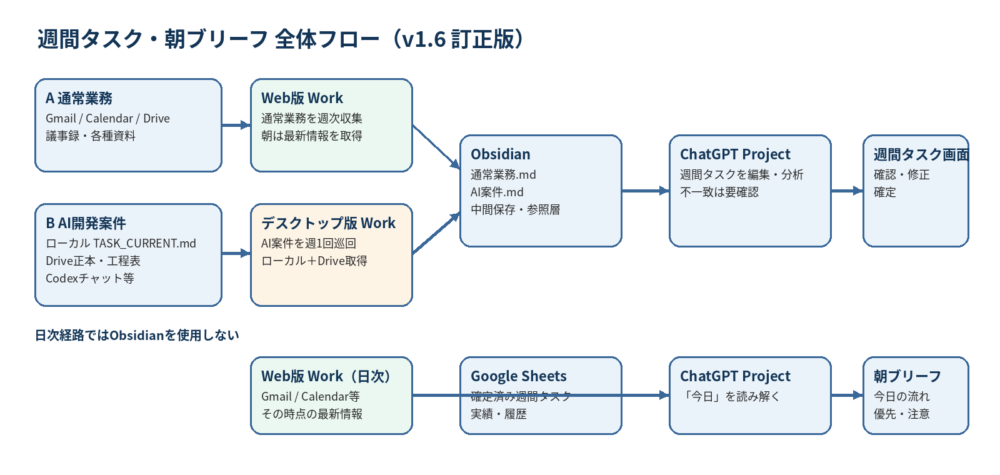 週間タスク・朝ブリーフ 全体フロー（v1.6 訂正版）
A 通常業務
Gmail / Calendar / Drive
議事録・各種資料
Web版 Work
通常業務を週次収集
朝は最新情報を取得
B AI開発案件
ローカル TASK_CURRENT.md
Drive正本・工程表
Codexチャット等
デスクトップ版 Work
AI案件を週1回巡回
ローカル＋Drive取得
Obsidian
通常業務.md
AI案件.md
中間保存・参照層
ChatGPT Project
週間タスクを編集・分析
不一致は要確認
週間タスク画面
確認・修正
確定
日次経路ではObsidianを使用しない
Web版 Work（日次）
Gmail / Calendar等
その時点の最新情報
Google Sheets
確定済み週間タスク
実績・履歴
ChatGPT Project
「今日」を読み解く
朝ブリーフ
今日の流れ
優先・注意